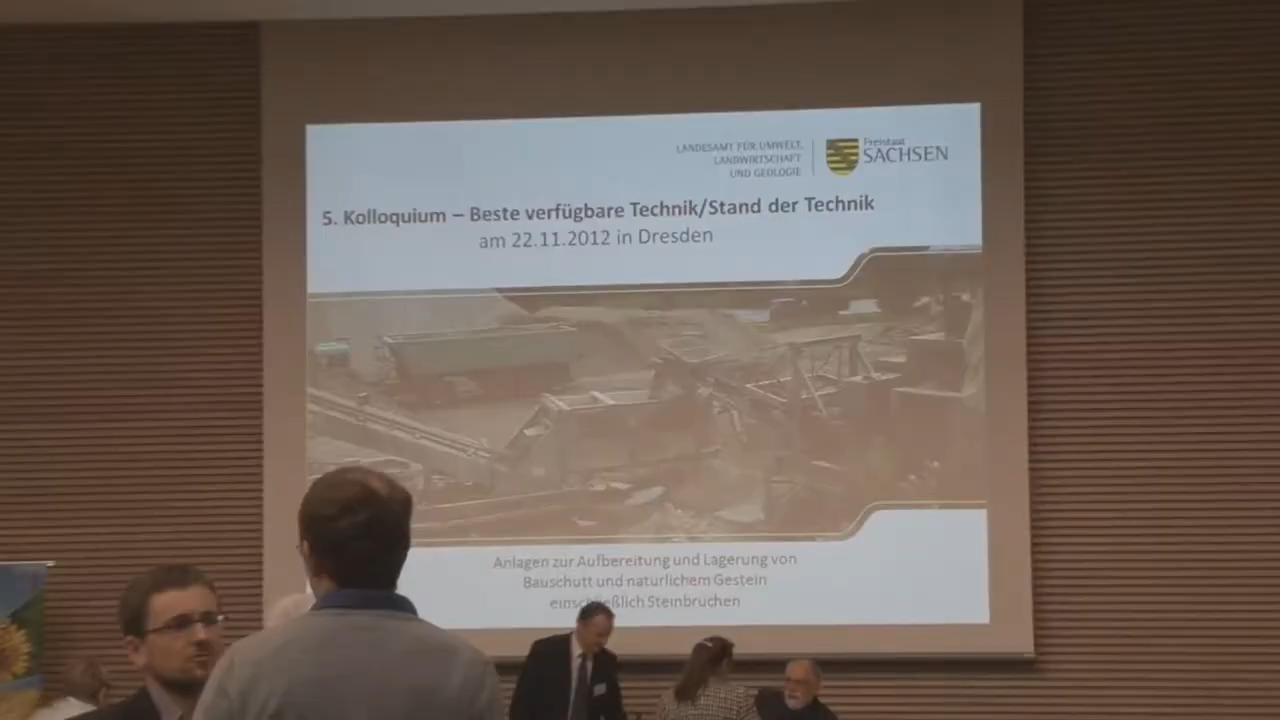 LANDESAMT FÜR UMWELT,
LANDWIRTSCHAFT
UND GEOLOGIE
Freistaat
SACHSEN
5. Kolloquium – Beste verfügbare Technik/Stand der Technik
am 22.11.2012 in Dresden
Anlagen zur Aufbereitung und Lagerung von
Bauschutt und natürlichem Gestein
einschließlich Steinbrüchen